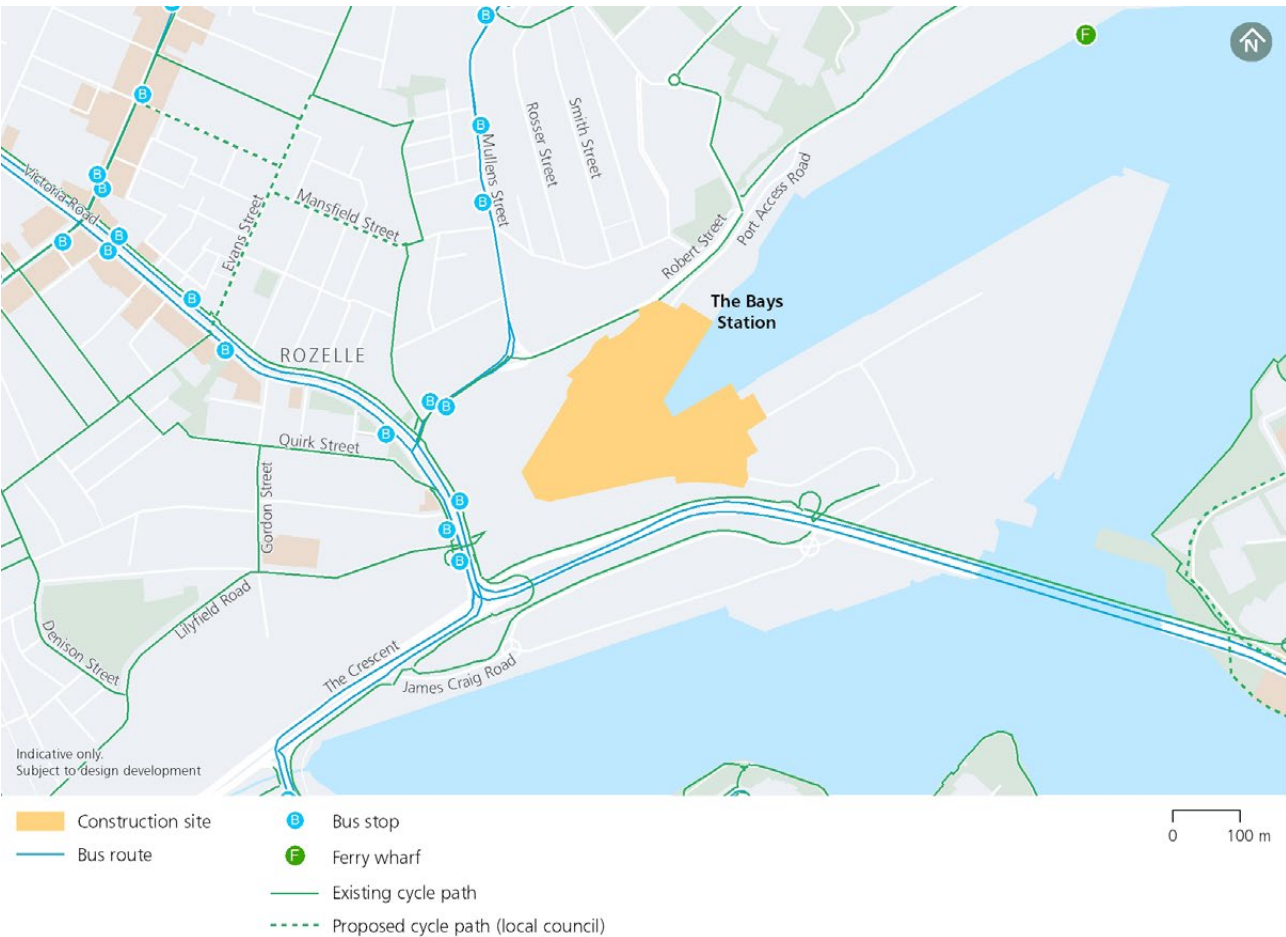 N
F
B
B
B
Smith Street
Rosser Street
Mullens Street
B
B
B
B
Victoria Road
Port Access Road
Mansfield Street
B
Evans Street
Robert Street
B
B
B
B
The Bays
Station
B
ROZELLE
B
B
B
B
Quirk Street
Gordon Street
B
B
B
Lilyfield Road
Denison Street
The Crescent
James Craig Road
Indicative only.
Subject to design development
B
Construction site
B Bus stop
0 100 m
Bus route
F Ferry wharf
Existing cycle path
Proposed cycle path (local council)